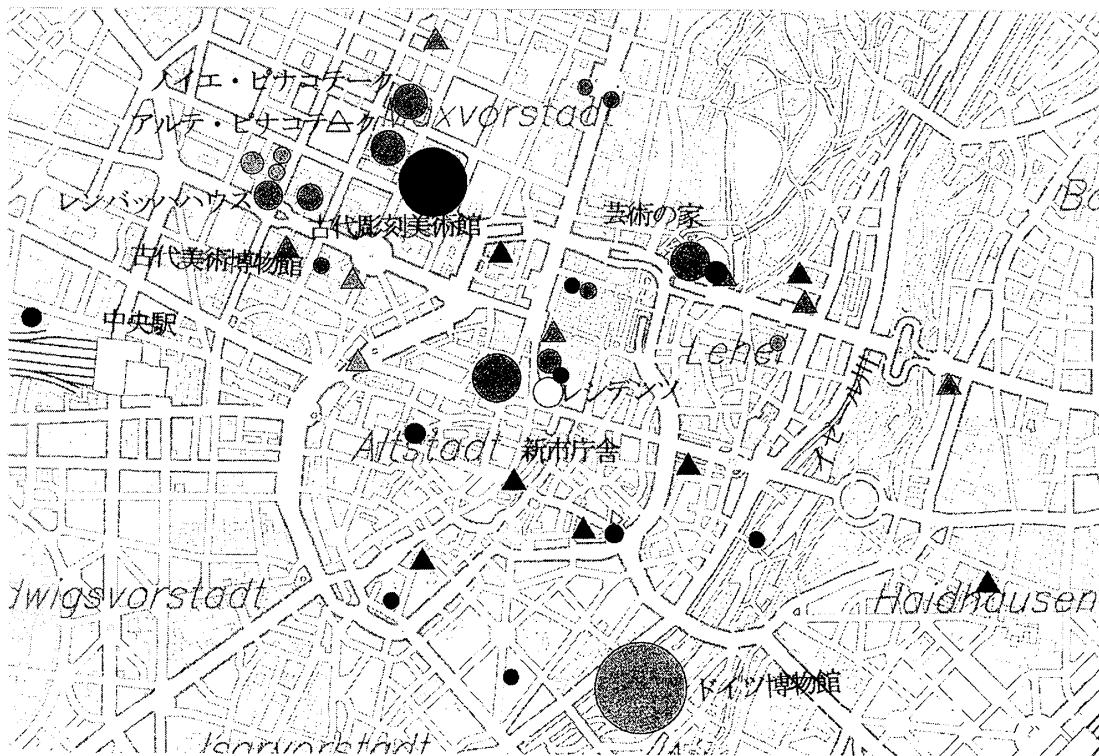 ノイエ・ピナコテーク
Maxvorstadt
アルテ・ピナコテーク
レンバッハハウス
古代彫刻美術館
芸術の家
古代美術博物館
中央駅
Lehel
レジデンツ
イザール川
Altstadt
新市庁舎
Haidhausen
dwigsvorstadt
ドイツ博物館
Isarvorstadt